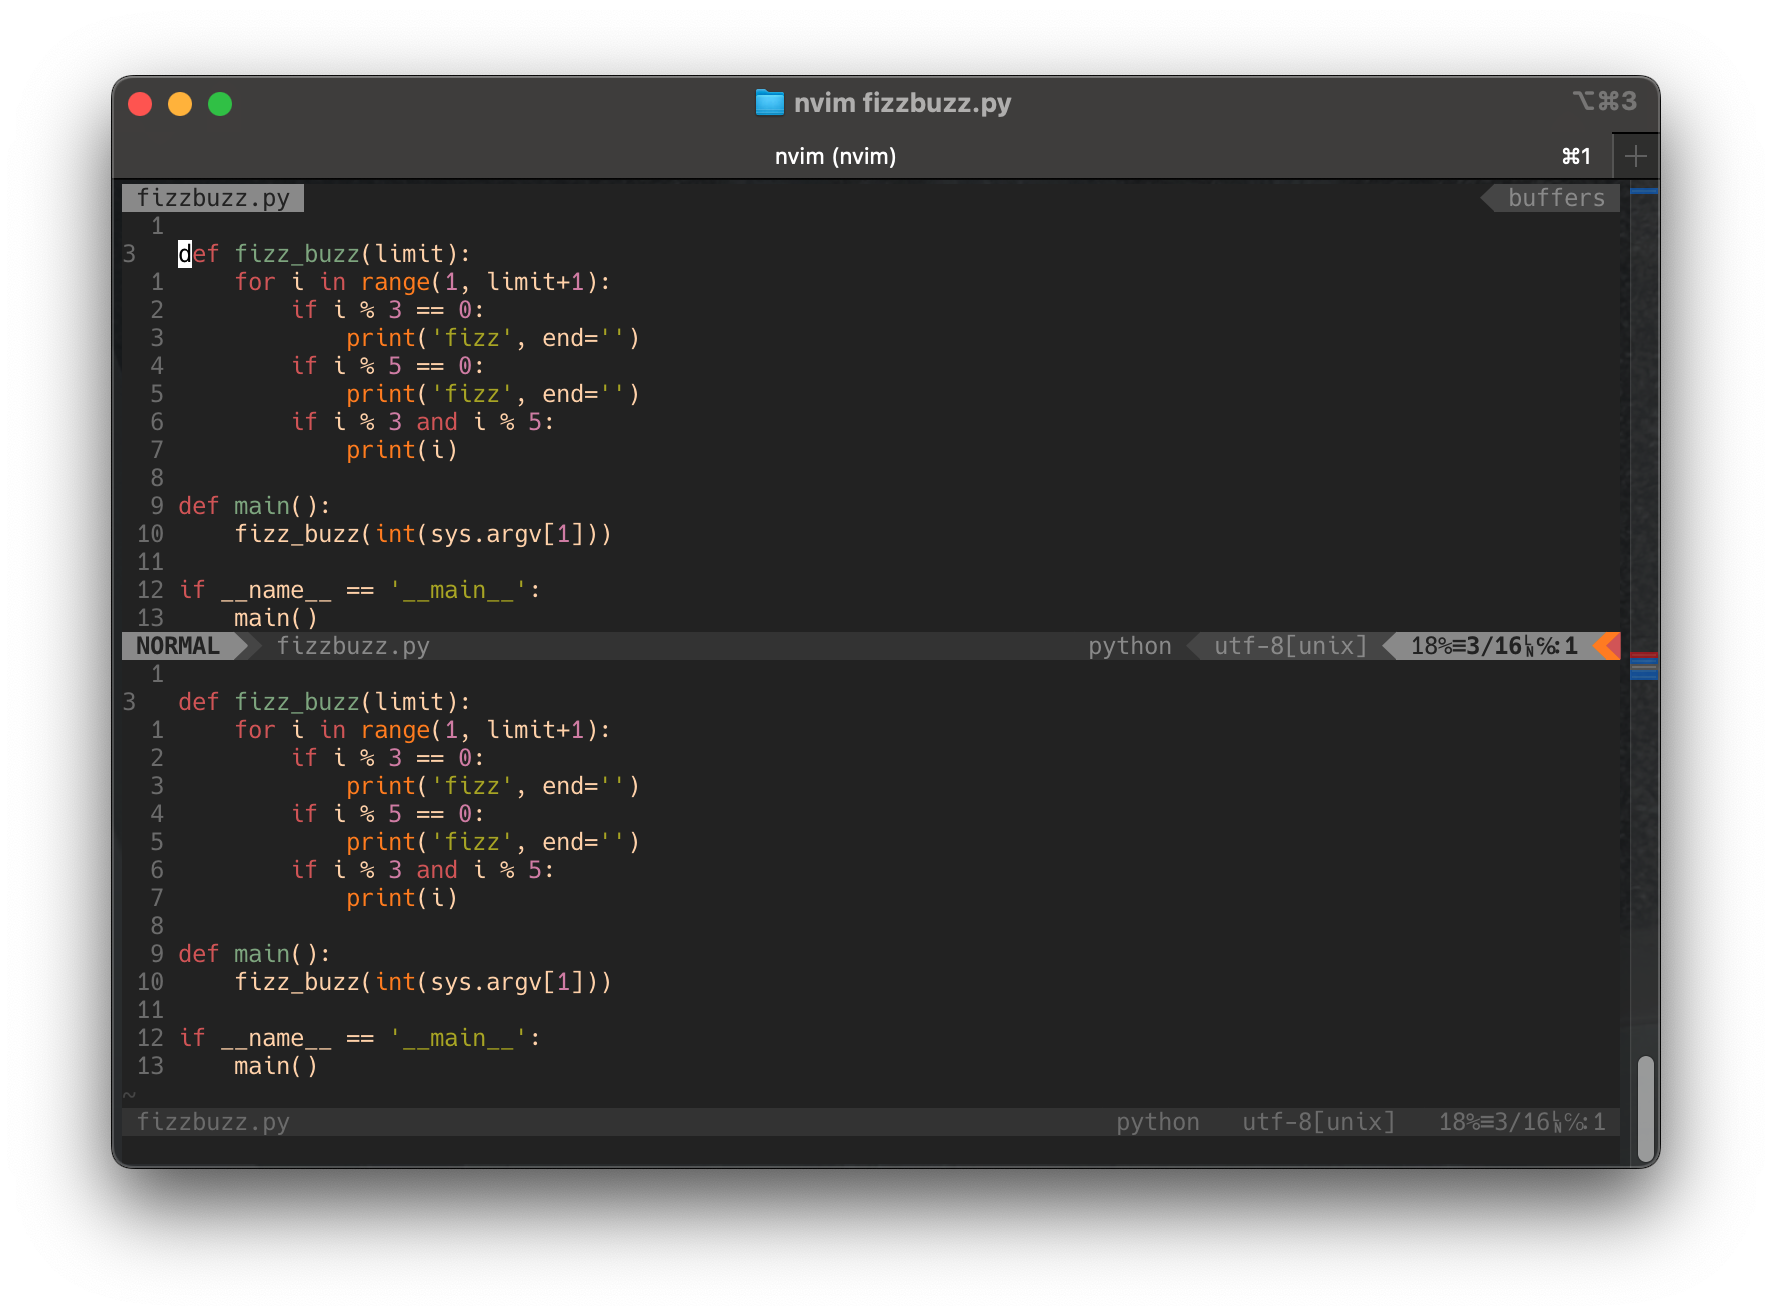 nvim fizzbuzz.py ⌥⌘3
nvim (nvim) ⌘1 +
fizzbuzz.py buffers
1
3 def fizz_buzz(limit):
1 for i in range(1, limit+1):
2 if i % 3 == 0:
3 print('fizz', end='')
4 if i % 5 == 0:
5 print('fizz', end='')
6 if i % 3 and i % 5:
7 print(i)
8
9 def main():
10 fizz_buzz(int(sys.argv[1]))
11
12 if __name__ == '__main__':
13 main()
NORMAL fizzbuzz.py python utf-8[unix] 18%≡3/16␤℅:1
1
3 def fizz_buzz(limit):
1 for i in range(1, limit+1):
2 if i % 3 == 0:
3 print('fizz', end='')
4 if i % 5 == 0:
5 print('fizz', end='')
6 if i % 3 and i % 5:
7 print(i)
8
9 def main():
10 fizz_buzz(int(sys.argv[1]))
11
12 if __name__ == '__main__':
13 main()
~
fizzbuzz.py python utf-8[unix] 18%≡3/16␤℅:1